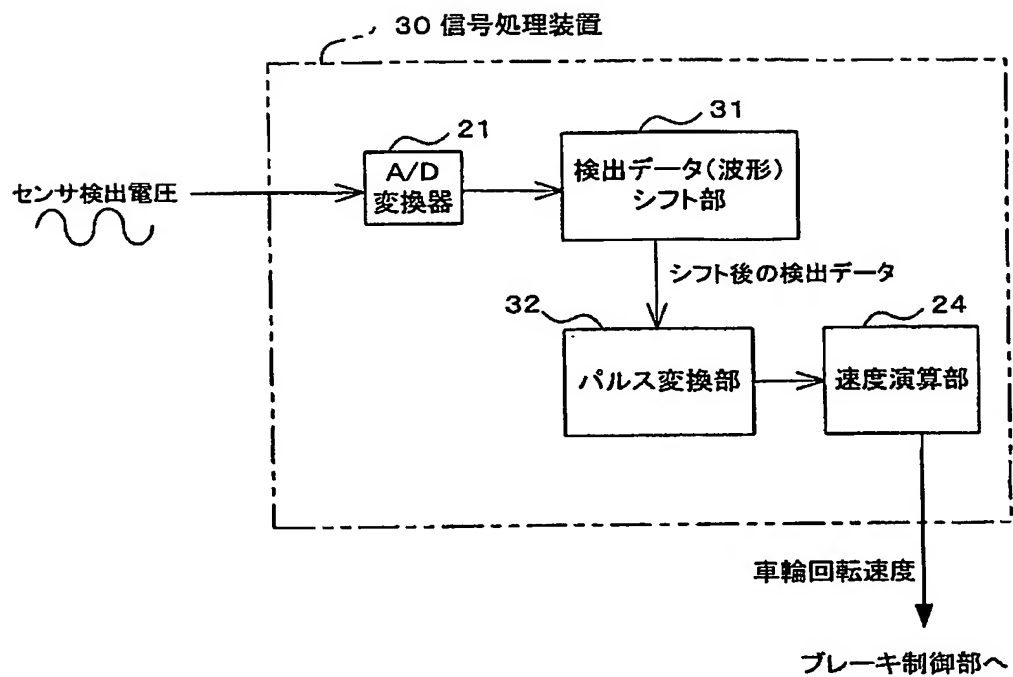 30 信号処理装置
21
31
A/D
変換器
検出データ(波形)
シフト部
センサ検出電圧
シフト後の検出データ
32
24
パルス変換部
速度演算部
車輪回転速度
ブレーキ制御部へ